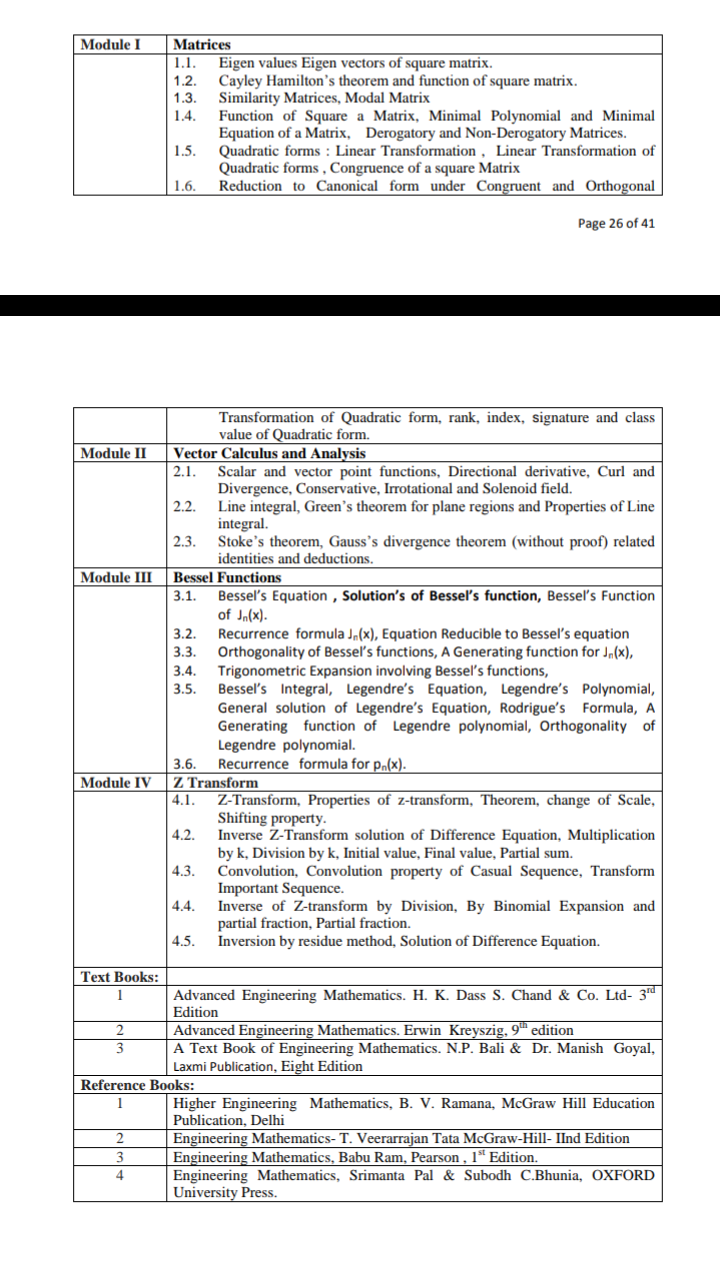 Module I Matrices
1.1. Eigen values Eigen vectors of square matrix.
1.2. Cayley Hamilton's theorem and function of square matrix.
1.3. Similarity Matrices, Modal Matrix
1.4. Function of Square a Matrix, Minimal Polynomial and Minimal
Equation of a Matrix, Derogatory and Non-Derogatory Matrices.
1.5. Quadratic forms : Linear Transformation , Linear Transformation of
Quadratic forms , Congruence of a square Matrix
1.6. Reduction to Canonical form under Congruent and Orthogonal
Page 26 of 41
Transformation of Quadratic form, rank, index, signature and class
value of Quadratic form.
Module II Vector Calculus and Analysis
2.1. Scalar and vector point functions, Directional derivative, Curl and
Divergence, Conservative, Irrotational and Solenoid field.
2.2. Line integral, Green's theorem for plane regions and Properties of Line
integral.
2.3. Stoke's theorem, Gauss's divergence theorem (without proof) related
identities and deductions.
Module III Bessel Functions
3.1. Bessel's Equation , Solution's of Bessel's function, Bessel's Function
of Jn(x).
3.2. Recurrence formula Jn(x), Equation Reducible to Bessel's equation
3.3. Orthogonality of Bessel's functions, A Generating function for Jn(x),
3.4. Trigonometric Expansion involving Bessel's functions,
3.5. Bessel's Integral, Legendre's Equation, Legendre's Polynomial,
General solution of Legendre's Equation, Rodrigue's Formula, A
Generating function of Legendre polynomial, Orthogonality of
Legendre polynomial.
3.6. Recurrence formula for pn(x).
Module IV Z Transform
4.1. Z-Transform, Properties of z-transform, Theorem, change of Scale,
Shifting property.
4.2. Inverse Z-Transform solution of Difference Equation, Multiplication
by k, Division by k, Initial value, Final value, Partial sum.
4.3. Convolution, Convolution property of Casual Sequence, Transform
Important Sequence.
4.4. Inverse of Z-transform by Division, By Binomial Expansion and
partial fraction, Partial fraction.
4.5. Inversion by residue method, Solution of Difference Equation.
Text Books:
1 Advanced Engineering Mathematics. H. K. Dass S. Chand & Co. Ltd- 3rd
Edition
2 Advanced Engineering Mathematics. Erwin Kreyszig, 9th edition
3 A Text Book of Engineering Mathematics. N.P. Bali & Dr. Manish Goyal,
Laxmi Publication, Eight Edition
Reference Books:
1 Higher Engineering Mathematics, B. V. Ramana, McGraw Hill Education
Publication, Delhi
2 Engineering Mathematics- T. Veerarrajan Tata McGraw-Hill- IInd Edition
3 Engineering Mathematics, Babu Ram, Pearson , 1st Edition.
4 Engineering Mathematics, Srimanta Pal & Subodh C.Bhunia, OXFORD
University Press.